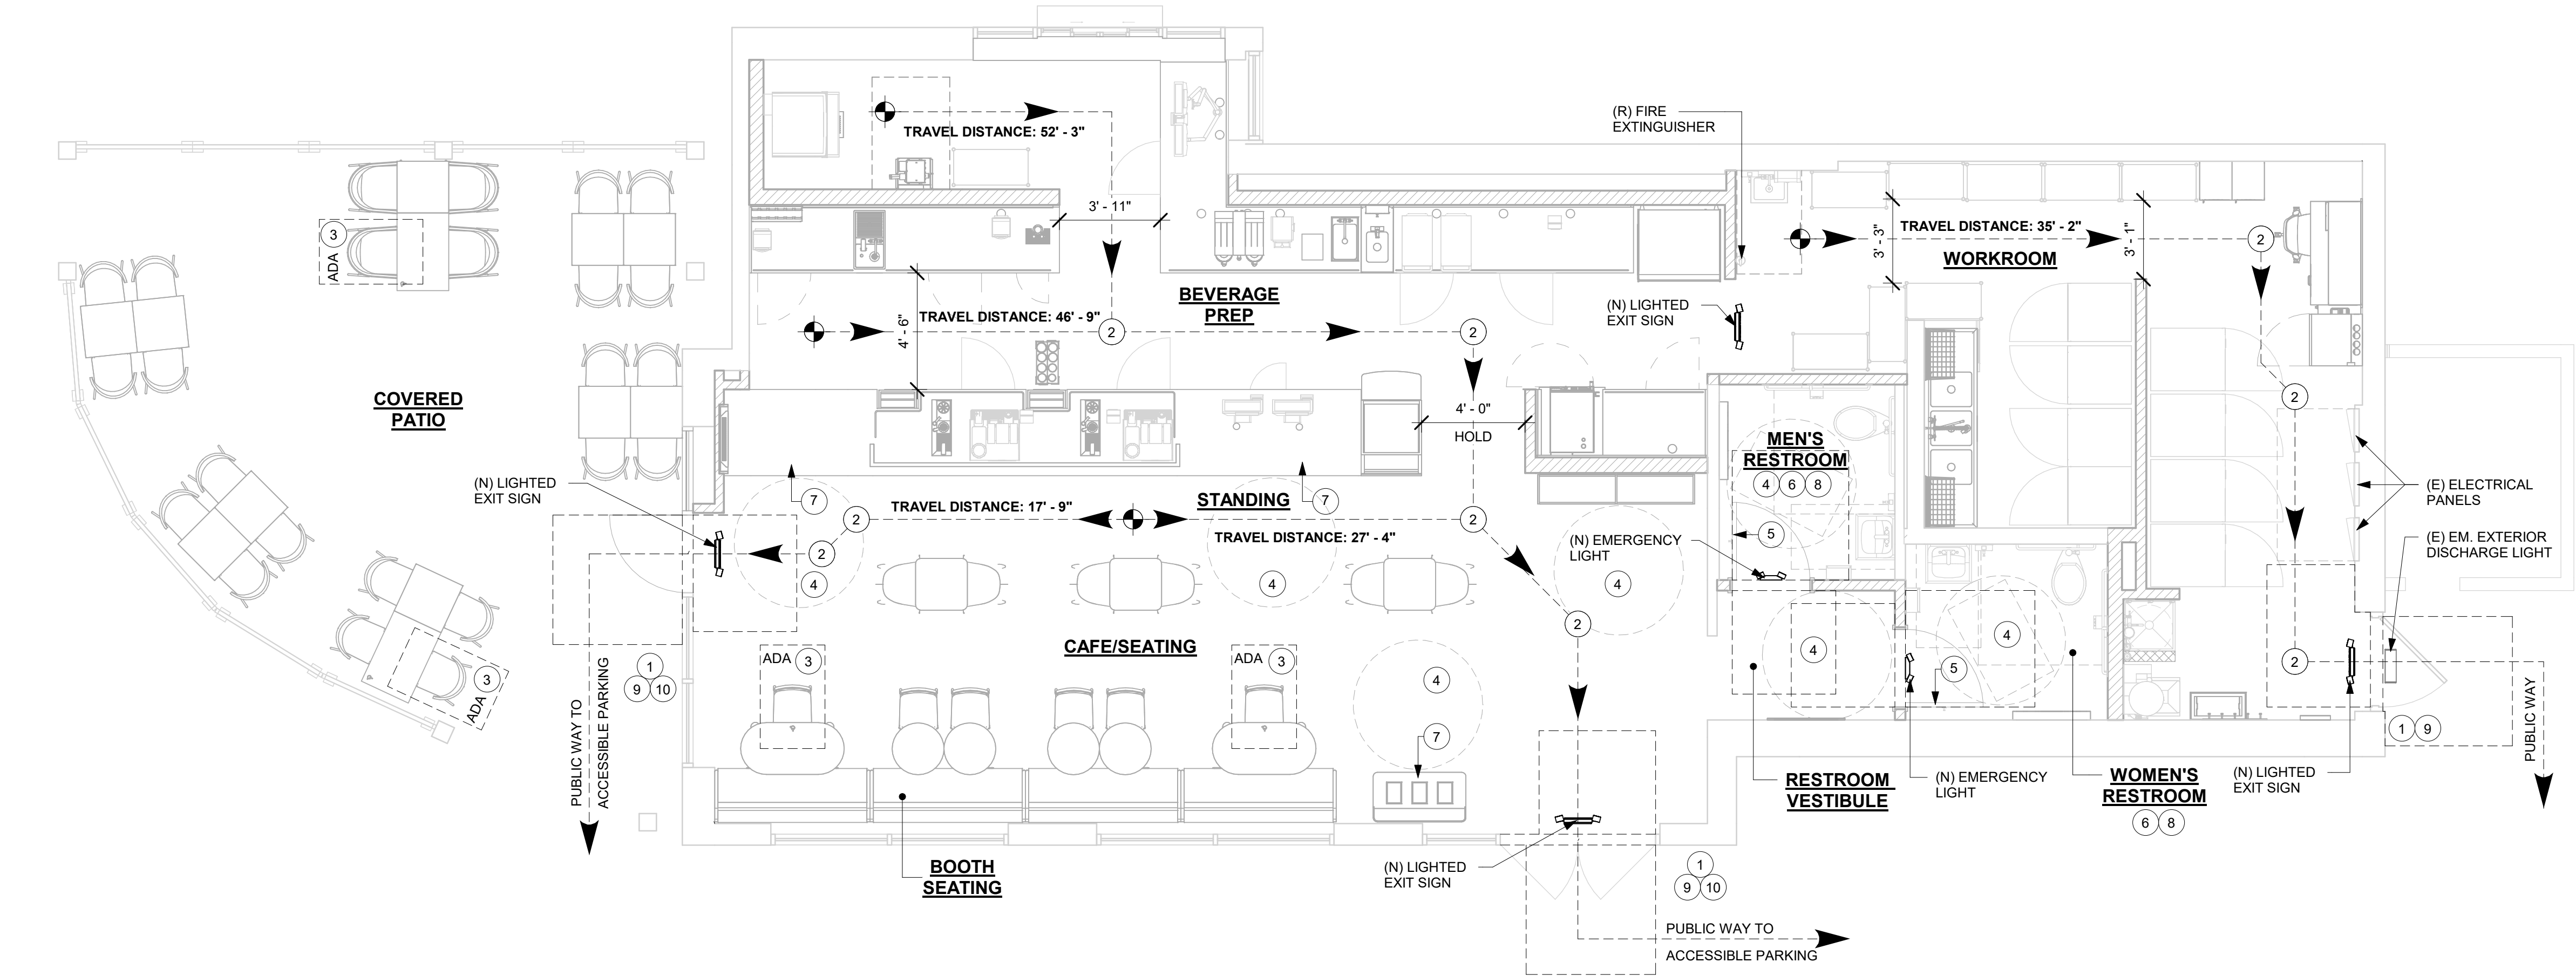 TRAVEL DISTANCE: 52' - 3"
(R) FIRE
EXTINGUISHER
3' - 11"
3
ADA
TRAVEL DISTANCE: 35' - 2"
3' - 3"
3' - 1"
2
WORKROOM
BEVERAGE
PREP
(N) LIGHTED
EXIT SIGN
TRAVEL DISTANCE: 46' - 9"
4' - 6"
2
2
COVERED
PATIO
2
4' - 0"
HOLD
MEN'S
RESTROOM
4 6 8
(N) LIGHTED
EXIT SIGN
7
STANDING
7
(E) ELECTRICAL
PANELS
TRAVEL DISTANCE: 17' - 9"
2
2
TRAVEL DISTANCE: 27' - 4"
5
(N) EMERGENCY
LIGHT
(E) EM. EXTERIOR
DISCHARGE LIGHT
2
4
4
4
2
CAFE/SEATING
4
4
5
2
1
9 10
ADA 3
ADA 3
3
ADA
4
PUBLIC WAY TO
ACCESSIBLE PARKING
PUBLIC WAY
1 9
7
RESTROOM
VESTIBULE
(N) EMERGENCY
LIGHT
WOMEN'S
RESTROOM
6 8
(N) LIGHTED
EXIT SIGN
BOOTH
SEATING
(N) LIGHTED
EXIT SIGN
1
9 10
PUBLIC WAY TO
ACCESSIBLE PARKING